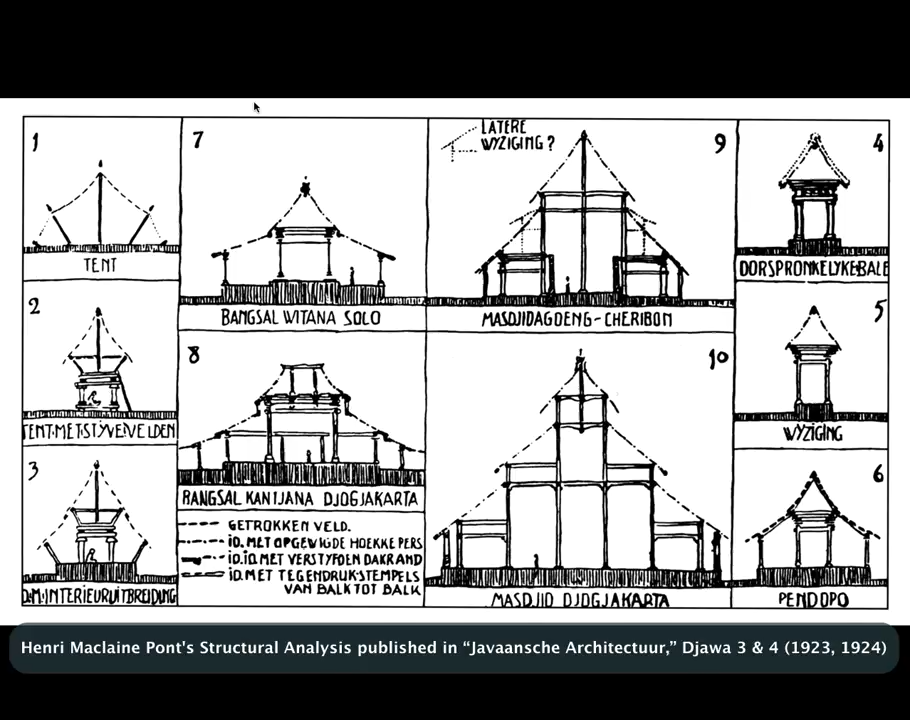 1
TENT
2
TENT·MET·STYVE·VELDEN
3
D·M·INTERIEURUITBREIDING
7
BANGSAL WITANA SOLO
8
BANGSAL KANTJANA DJOGJAKARTA
GETROKKEN VELD.
ID. MET OPGEWIGDE HOEKKEPERS
ID. ID MET VERSTYFDEN DAKRAND
ID. MET TEGENDRUK·STEMPELS
VAN BALK TOT BALK
LATERE
WYZIGING?
9
MASDJIDAGOENG-CHERIBON
10
MASDJID DJOGJAKARTA
4
OORSPRONKELYKE·BALE
5
WYZIGING
6
PENDOPO
Henri Maclaine Pont's Structural Analysis published in “Javaansche Architectuur,” Djawa 3 & 4 (1923, 1924)